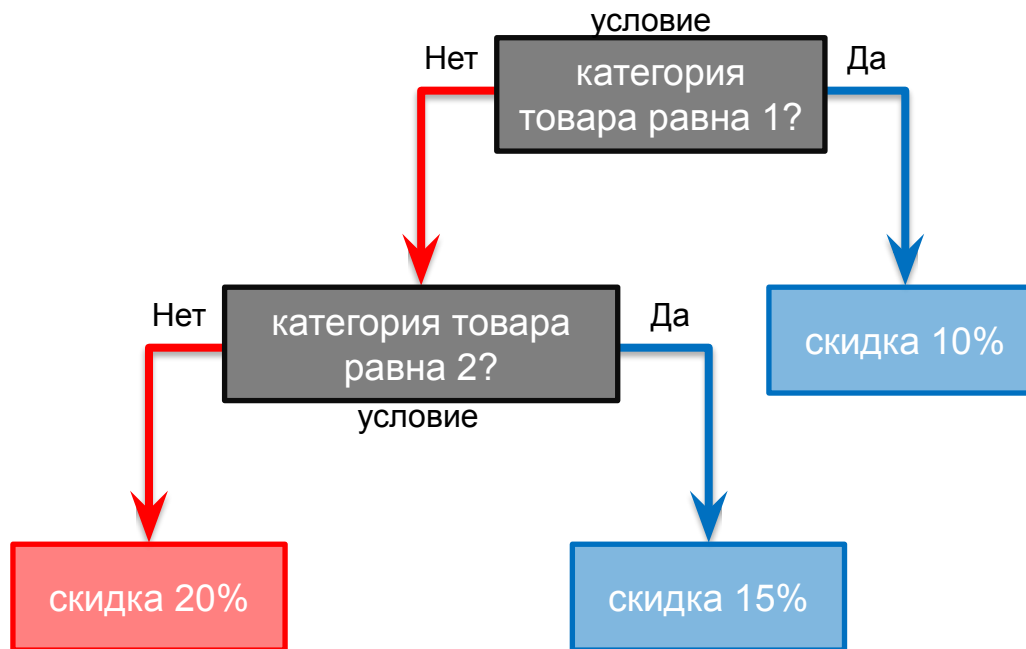 условие
Нет
категория
товара равна 1?
Да
Нет
категория товара
равна 2?
Да
скидка 10%
условие
скидка 20%
скидка 15%